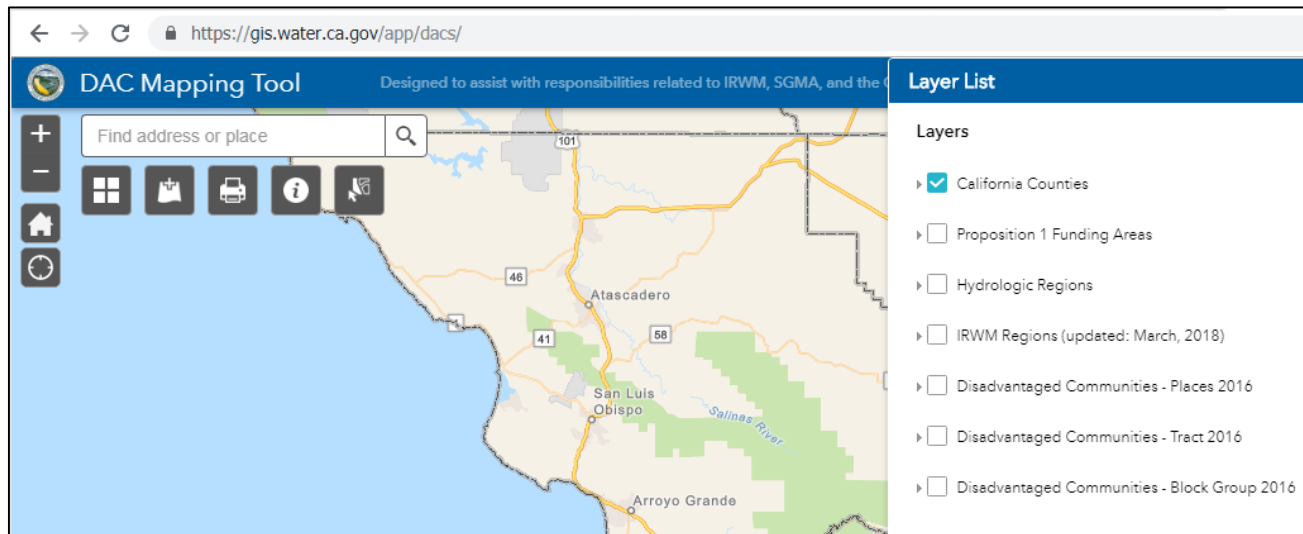 https://gis.water.ca.gov/app/dacs/
DAC Mapping Tool
Designed to assist with responsibilities related to IRWM, SGMA, and the
Layer List
Find address or place
Layers
California Counties
Proposition 1 Funding Areas
Hydrologic Regions
IRWM Regions (updated: March, 2018)
Disadvantaged Communities - Places 2016
Disadvantaged Communities - Tract 2016
Disadvantaged Communities - Block Group 2016
101
46
Atascadero
1
41
58
San Luis
Obispo
Salinas River
Arroyo Grande